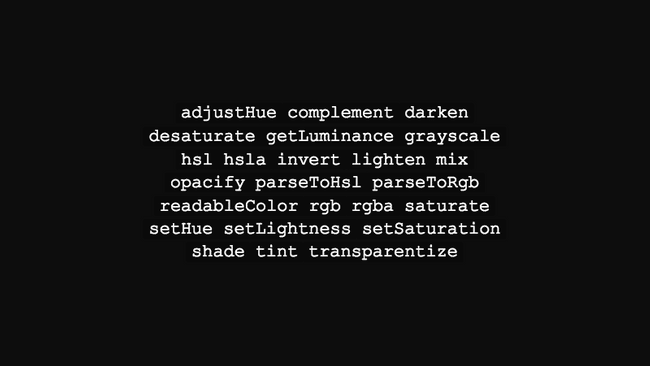 adjustHue complement darken
desaturate getLuminance grayscale
hsl hsla invert lighten mix
opacify parseToHsl parseToRgb
readableColor rgb rgba saturate
setHue setLightness setSaturation
shade tint transparentize